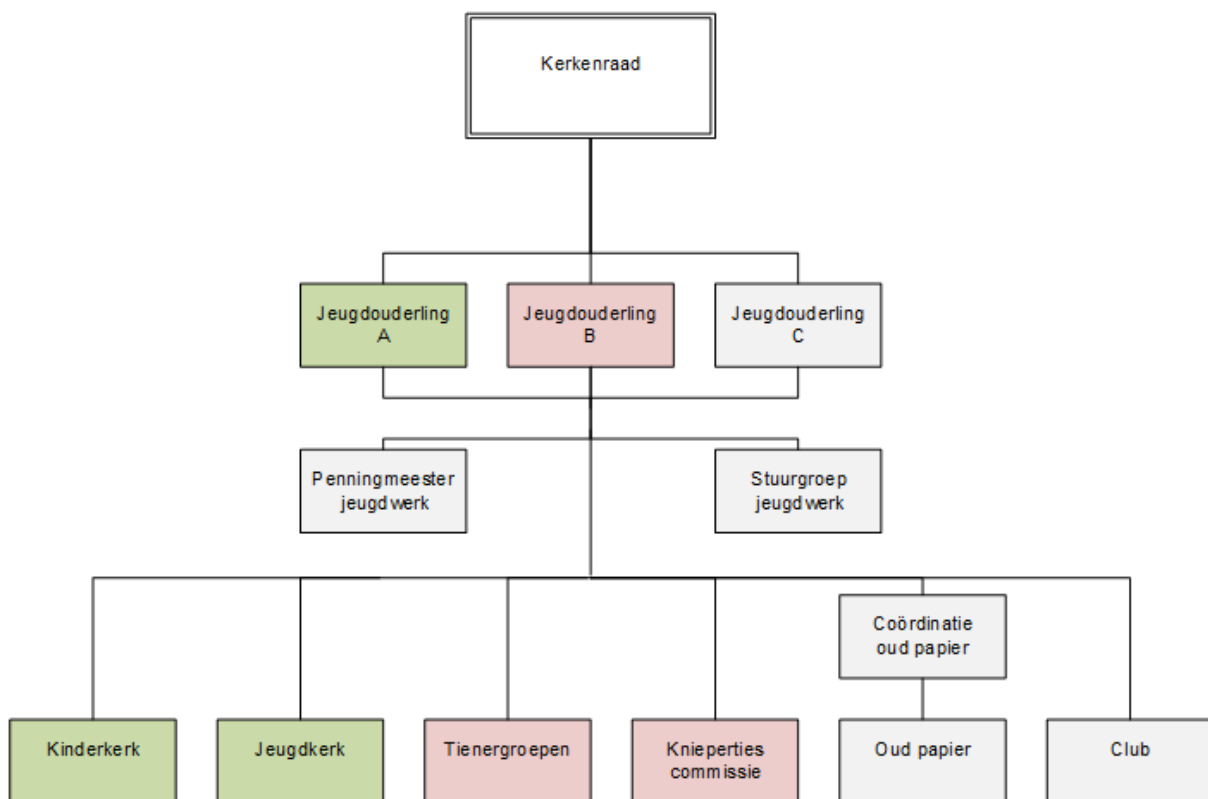 Kerkenraad
Jeugdouderling
A
Jeugdouderling
B
Jeugdouderling
C
Penningmeester
jeugdwerk
Stuurgroep
jeugdwerk
Coördinatie
oud papier
Kinderkerk
Jeugdkerk
Tienergroepen
Knieperties
commissie
Oud papier
Club